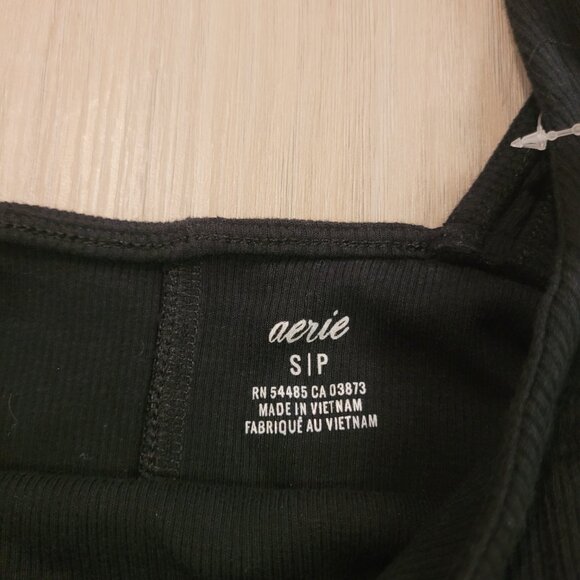 aerie
S|P
RN 54485 CA 03873
MADE IN VIETNAM
FABRIQUÉ AU VIETNAM